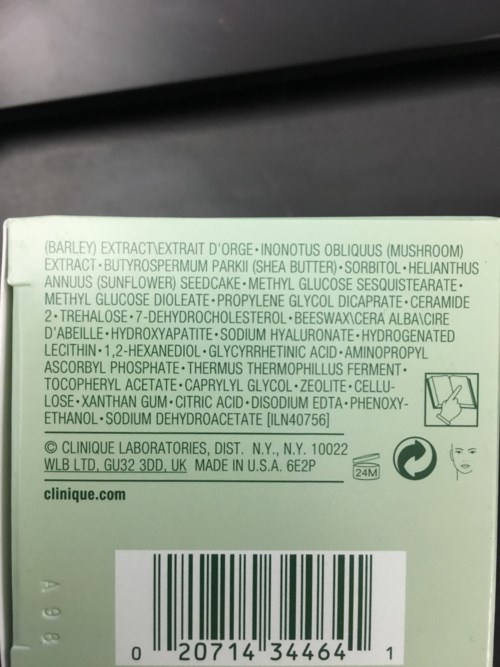 (BARLEY) EXTRACT\EXTRAIT D'ORGE•INONOTUS OBLIQUUS (MUSHROOM)
EXTRACT•BUTYROSPERMUM PARKII (SHEA BUTTER)•SORBITOL•HELIANTHUS
ANNUUS (SUNFLOWER) SEEDCAKE•METHYL GLUCOSE SESQUISTEARATE•
METHYL GLUCOSE DIOLEATE•PROPYLENE GLYCOL DICAPRATE•CERAMIDE
2•TREHALOSE•7-DEHYDROCHOLESTEROL•BEESWAX\CERA ALBA\CIRE
D'ABEILLE•HYDROXYAPATITE•SODIUM HYALURONATE•HYDROGENATED
LECITHIN•1,2-HEXANEDIOL•GLYCYRRHETINIC ACID•AMINOPROPYL
ASCORBYL PHOSPHATE•THERMUS THERMOPHILLUS FERMENT•
TOCOPHERYL ACETATE•CAPRYLYL GLYCOL•ZEOLITE•CELLU-
LOSE•XANTHAN GUM•CITRIC ACID•DISODIUM EDTA•PHENOXY-
ETHANOL•SODIUM DEHYDROACETATE [ILN40756]
© CLINIQUE LABORATORIES, DIST. N.Y., N.Y. 10022
WLB LTD, GU32 3DD, UK MADE IN U.S.A. 6E2P
24M
clinique.com
A96
0 20714 34464 1